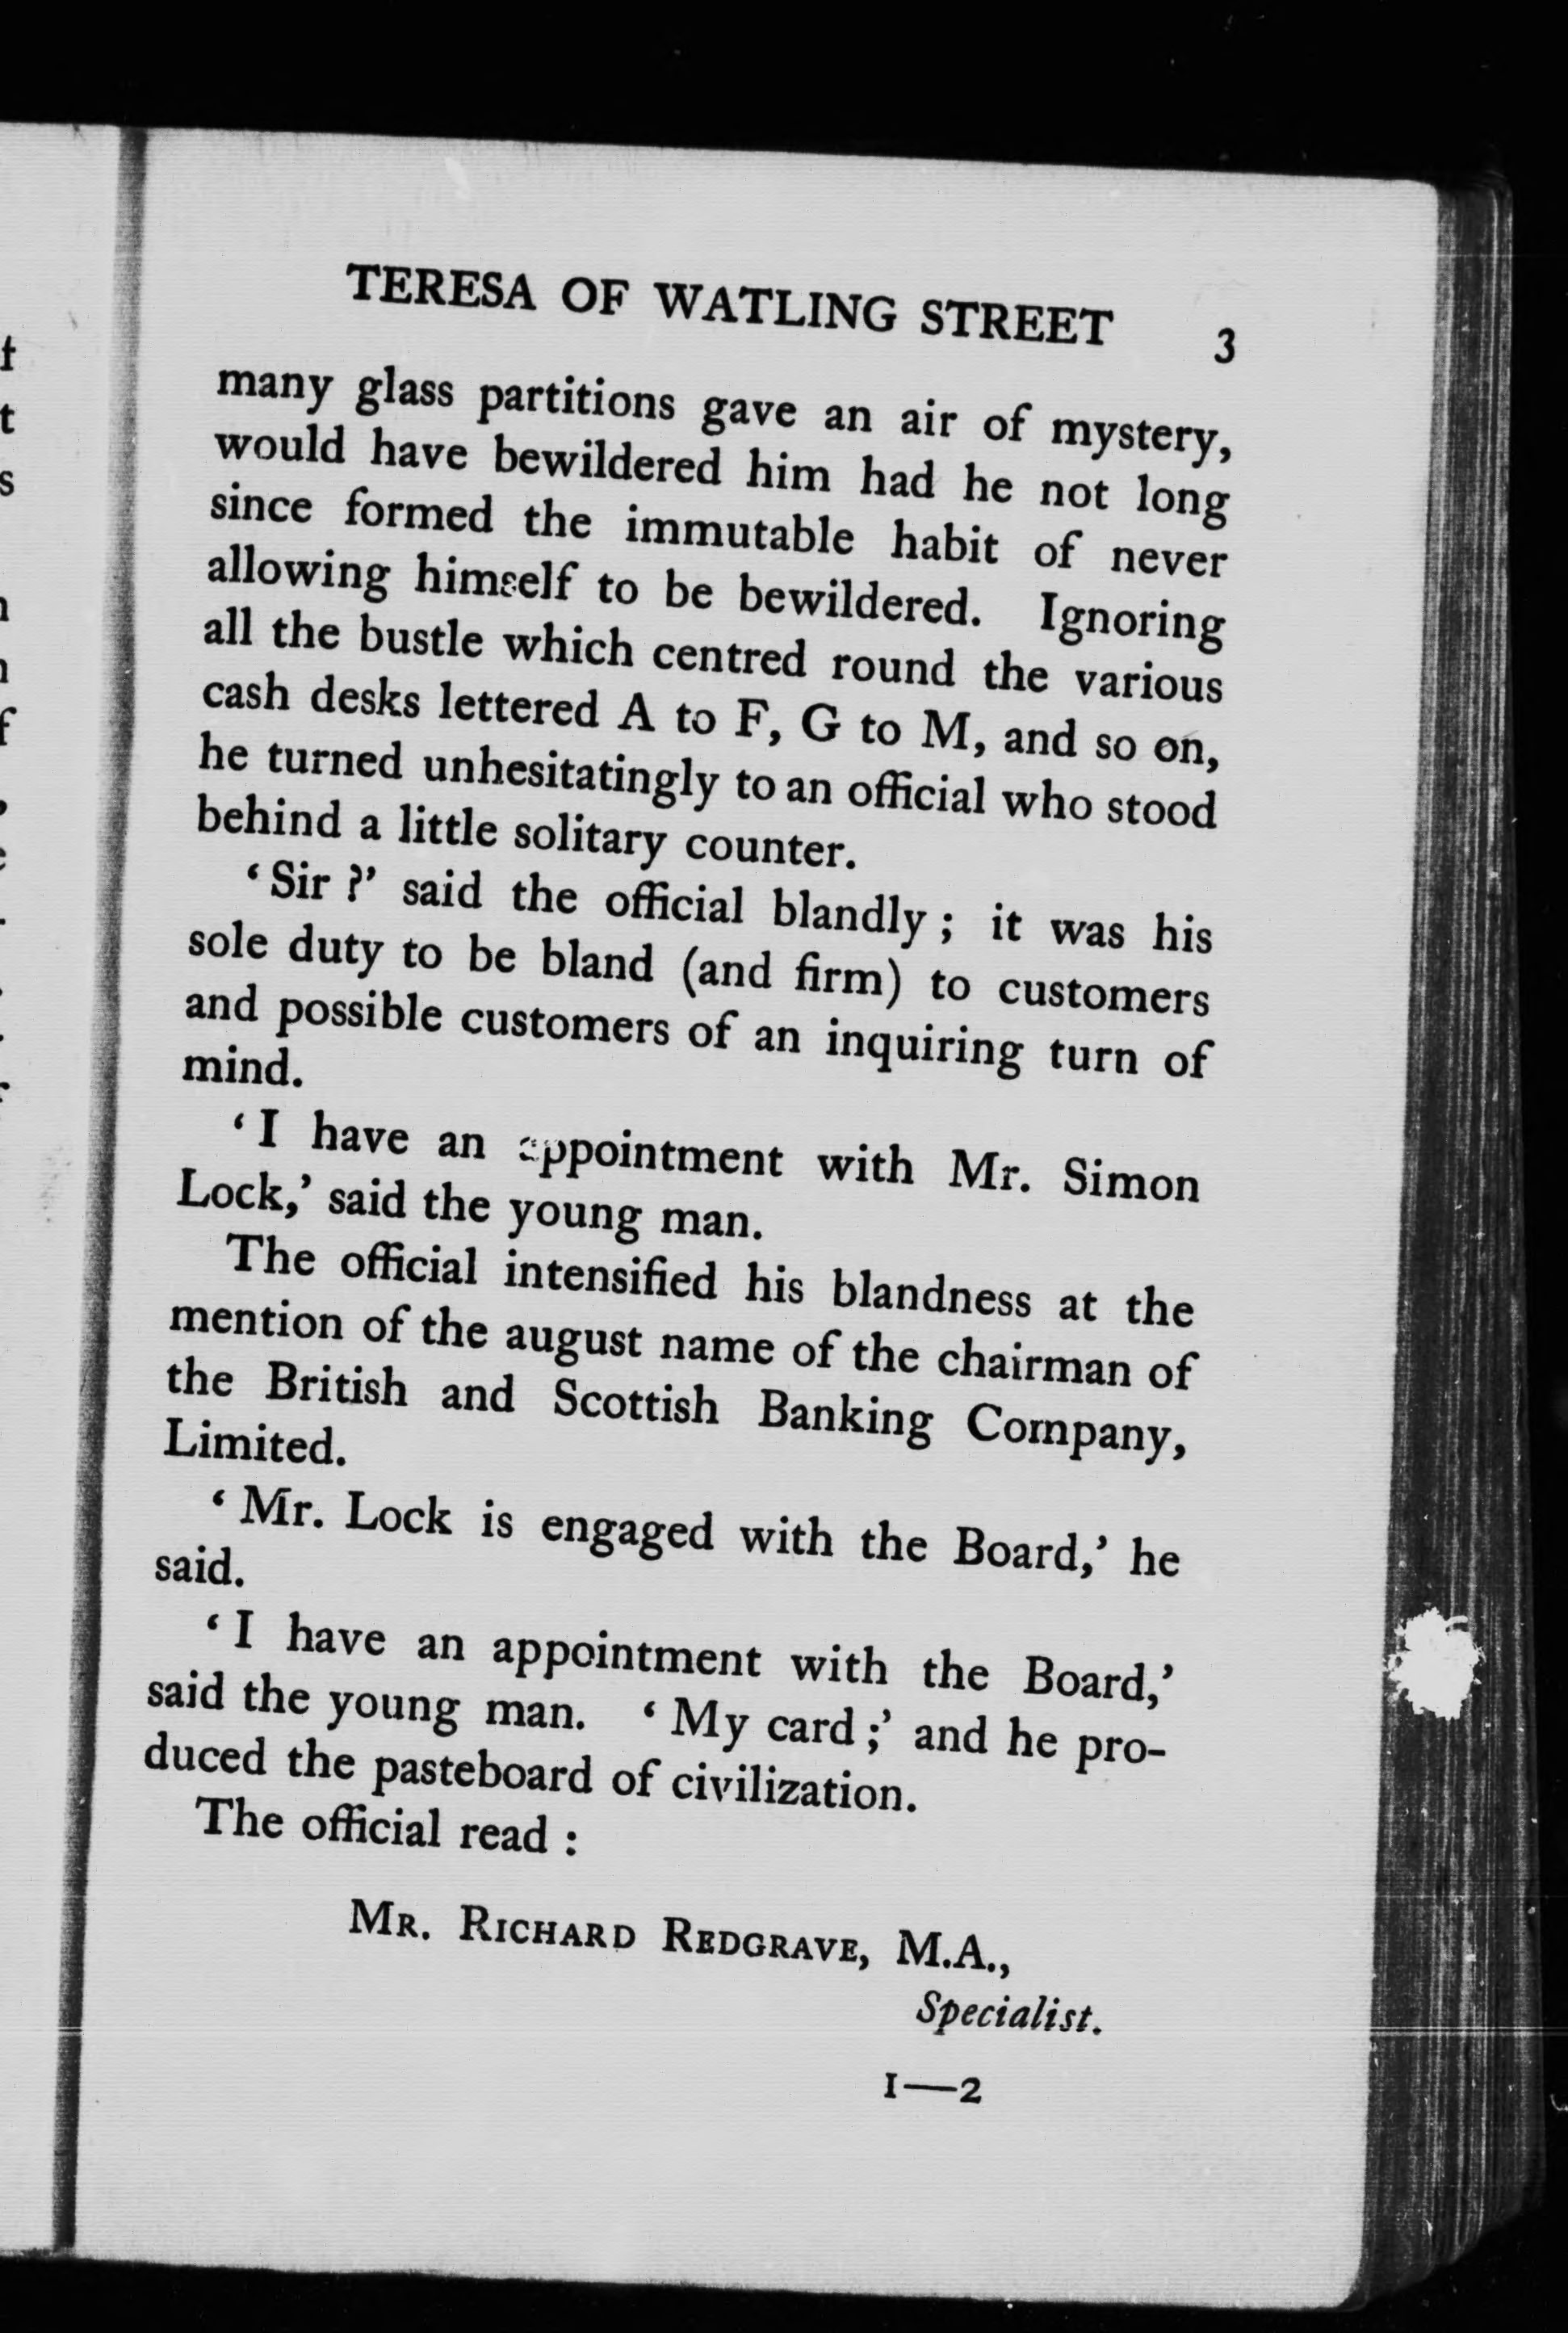 TERESA OF WATLING STREET 3
many glass partitions gave an air of mystery,
would have bewildered him had he not long
since formed the immutable habit of never
allowing himself to be bewildered. Ignoring
all the bustle which centred round the various
cash desks lettered A to F, G to M, and so on,
he turned unhesitatingly to an official who stood
behind a little solitary counter.
‘Sir ?’ said the official blandly ; it was his
sole duty to be bland (and firm) to customers
and possible customers of an inquiring turn of
mind.
‘I have an appointment with Mr. Simon
Lock,’ said the young man.
The official intensified his blandness at the
mention of the august name of the chairman of
the British and Scottish Banking Company,
Limited.
‘ Mr. Lock is engaged with the Board,’ he
said.
‘I have an appointment with the Board,’
said the young man. ‘ My card ;’ and he pro-
duced the pasteboard of civilization.
The official read :
MR. RICHARD REDGRAVE, M.A.,
Specialist.
1—2